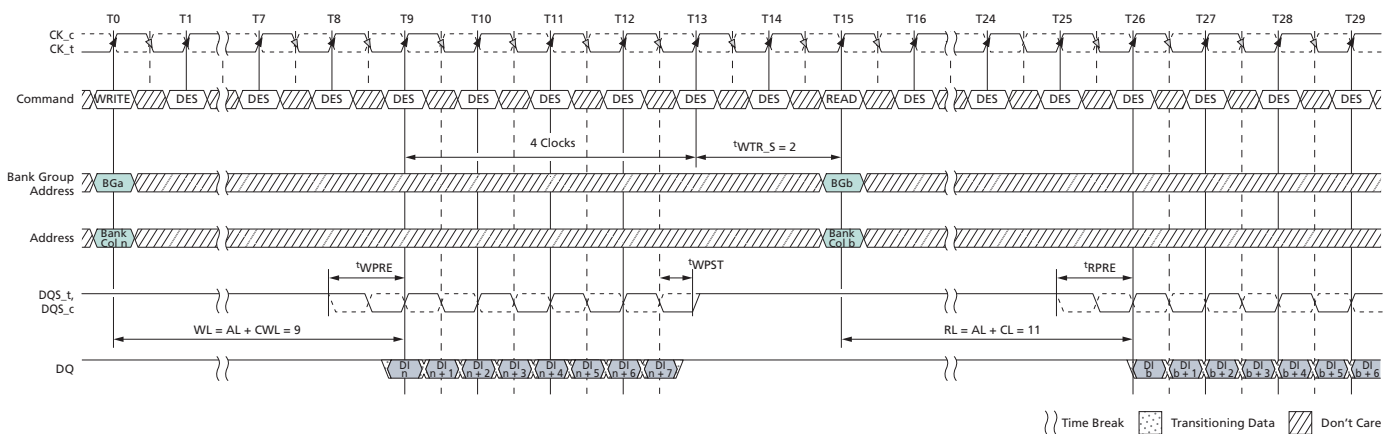 T0 T1 T7 T8 T9 T10 T11 T12 T13 T14 T15 T16 T24 T25 T26 T27 T28 T29
CK_c
CK_t
Command WRITE DES DES DES DES DES DES DES DES DES READ DES DES DES DES DES DES DES
4 Clocks tWTR_S = 2
Bank Group
Address BGa BGb
Address Bank
Col n Bank
Col b
tWPRE tWPST tRPRE
DQS_t,
DQS_c
WL = AL + CWL = 9 RL = AL + CL = 11
DQ DI
n DI
n + 1 DI
n + 2 DI
n + 3 DI
n + 4 DI
n + 5 DI
n + 6 DI
n + 7 DI
b DI
b + 1 DI
b + 2 DI
b + 3 DI
b + 4 DI
b + 5 DI
b + 6
Time Break Transitioning Data Don't Care